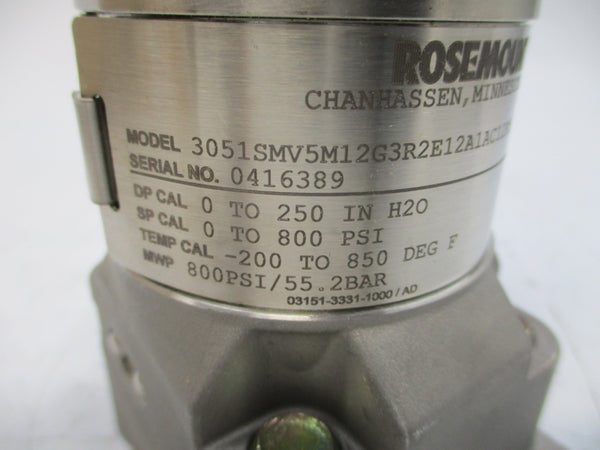 ROSEMOUN
CHANHASSEN, MINNES
MODEL 3051SMV5M12G3R2E12A1AC1
SERIAL NO. 0416389
DP CAL 0 TO 250 IN H2O
SP CAL 0 TO 800 PSI
TEMP CAL -200 TO 850 DEG F
MWP 800PSI/55.2BAR
03151-3331-1000 / AD